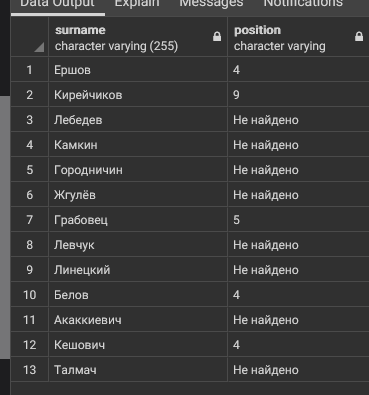 Data Output Explain Messages Notifications
surname position
character varying (255) character varying
1 Ершов 4
2 Кирейчиков 9
3 Лебедев Не найдено
4 Камкин Не найдено
5 Городничин Не найдено
6 Жгулёв Не найдено
7 Грабовец 5
8 Левчук Не найдено
9 Линецкий Не найдено
10 Белов 4
11 Акаккиевич Не найдено
12 Кешович 4
13 Талмач Не найдено